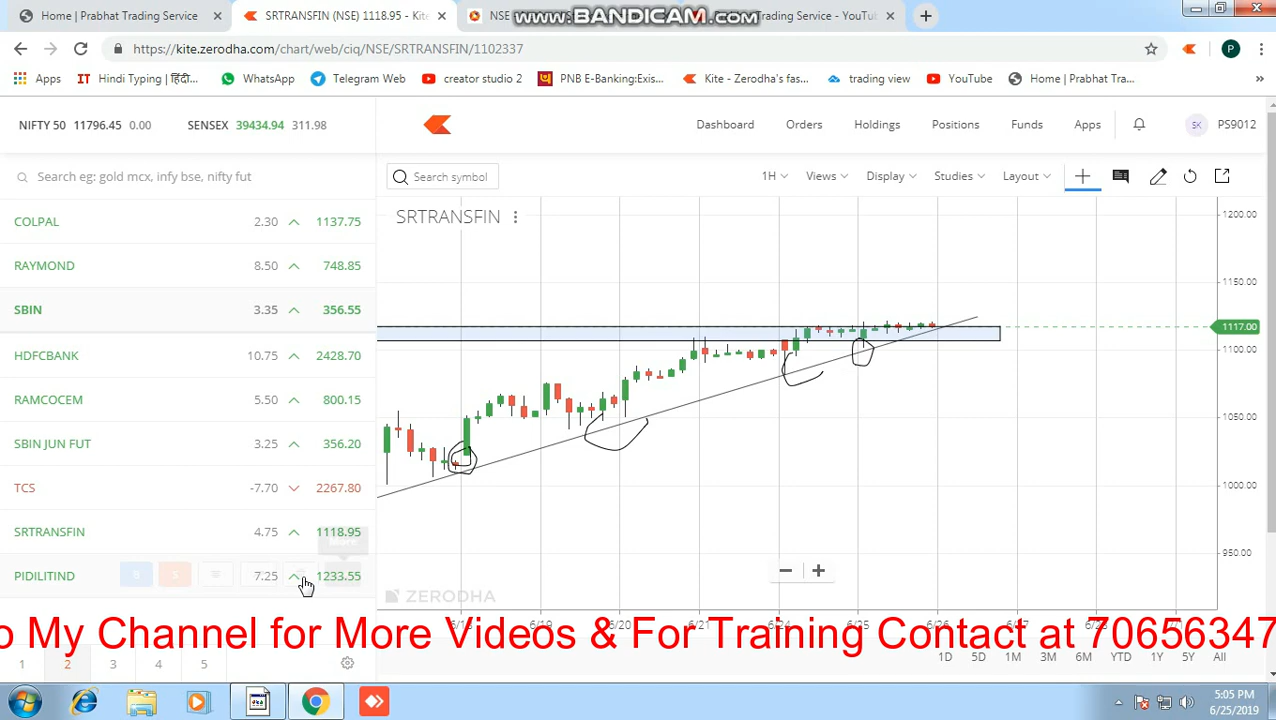 Home | Prabhat Trading Service
SRTRANSFIN (NSE) 1118.95 - Kit
NSE
Trading Service - YouTu
www.BANDICAM.com
https://kite.zerodha.com/chart/web/ciq/NSE/SRTRANSFIN/1102337
P
Apps
IT
Hindi Typing | हिंदी...
WhatsApp
Telegram Web
creator studio 2
PNB E-Banking:Exis...
Kite - Zerodha's fas...
trading view
YouTube
Home | Prabhat Tra...
»
NIFTY 50 11796.45 0.00
SENSEX 39434.94 311.98
Dashboard
Orders
Holdings
Positions
Funds
Apps
SK
PS9012
Search eg: gold mcx, infy bse, nifty fut
Search symbol
1H
Views
Display
Studies
Layout
COLPAL 2.30 1137.75
RAYMOND 8.50 748.85
SBIN 3.35 356.55
HDFCBANK 10.75 2428.70
RAMCOCEM 5.50 800.15
SBIN JUN FUT 3.25 356.20
TCS -7.70 2267.80
SRTRANSFIN 4.75 1118.95
PIDILITIND B S 7.25 1233.55
SRTRANSFIN
1200.00
1150.00
1117.00
1100.00
1050.00
1000.00
950.00
ZERODHA
6/19
6/20
6/21
6/25
6/26
o My Channel for More Videos & For Training Contact at 70656347
1 2 3 4 5
1D 5D 1M 3M 6M YTD 1Y 5Y All
5:05 PM
6/25/2019